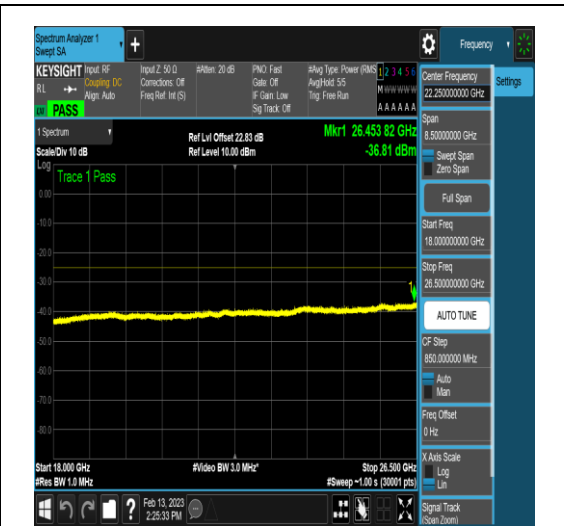 Spectrum Analyzer 1
Swept SA
Frequency
KEYSIGHT
RL
PASS
Input: RF
Coupling: DC
Align: Auto
Input Z: 50 Ω
Corrections: Off
Freq Ref: Int (S)
#Atten: 20 dB
PNO: Fast
Gate: Off
IF Gain: Low
Sig Track: Off
#Avg Type: Power (RMS
Avg|Hold: 5/5
Trig: Free Run
1 2 3 4 5 6
M W W W W W
A A A A A A
1 Spectrum
Scale/Div 10 dB
Ref Lvl Offset 22.83 dB
Ref Level 10.00 dBm
Mkr1 26.453 82 GHz
-36.81 dBm
Log
Trace 1 Pass
0.00
-10.0
-20.0
-30.0
-40.0
-50.0
-60.0
-70.0
-80.0
1
Start 18.000 GHz
#Res BW 1.0 MHz
#Video BW 3.0 MHz*
Stop 26.500 GHz
#Sweep ~1.00 s (30001 pts)
Feb 13, 2023
2:25:33 PM
Center Frequency
22.250000000 GHz
Settings
Span
8.50000000 GHz
Swept Span
Zero Span
Full Span
Start Freq
18.000000000 GHz
Stop Freq
26.500000000 GHz
AUTO TUNE
CF Step
850.000000 MHz
Auto
Man
Freq Offset
0 Hz
X Axis Scale
Log
Lin
Signal Track
(Span Zoom)